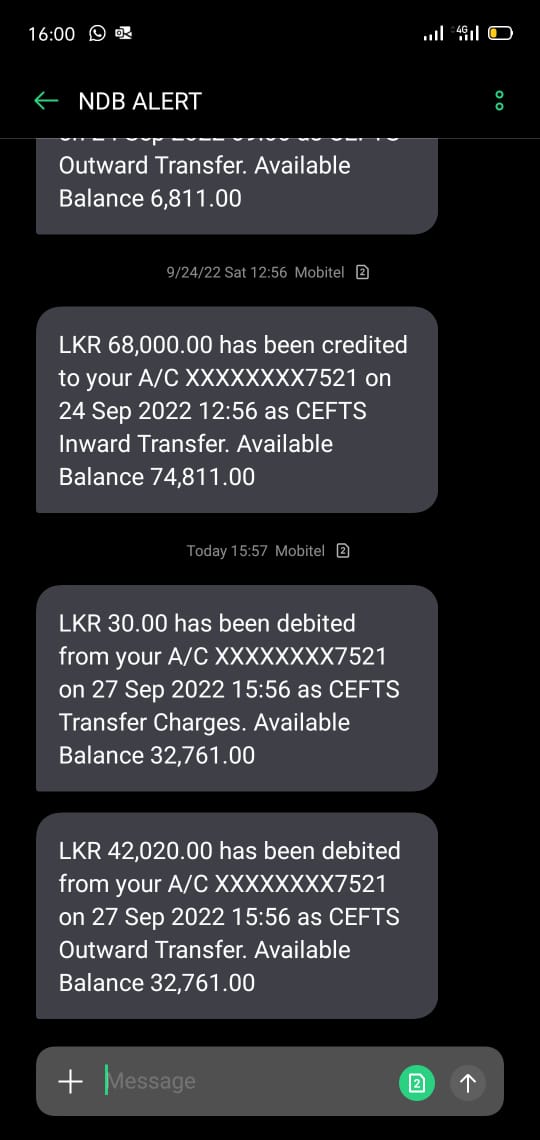 16:00
4G
NDB ALERT
Outward Transfer. Available
Balance 6,811.00
9/24/22 Sat 12:56 Mobitel 2
LKR 68,000.00 has been credited
to your A/C XXXXXXXX7521 on
24 Sep 2022 12:56 as CEFTS
Inward Transfer. Available
Balance 74,811.00
Today 15:57 Mobitel 2
LKR 30.00 has been debited
from your A/C XXXXXXXX7521
on 27 Sep 2022 15:56 as CEFTS
Transfer Charges. Available
Balance 32,761.00
LKR 42,020.00 has been debited
from your A/C XXXXXXXX7521
on 27 Sep 2022 15:56 as CEFTS
Outward Transfer. Available
Balance 32,761.00
Message 2